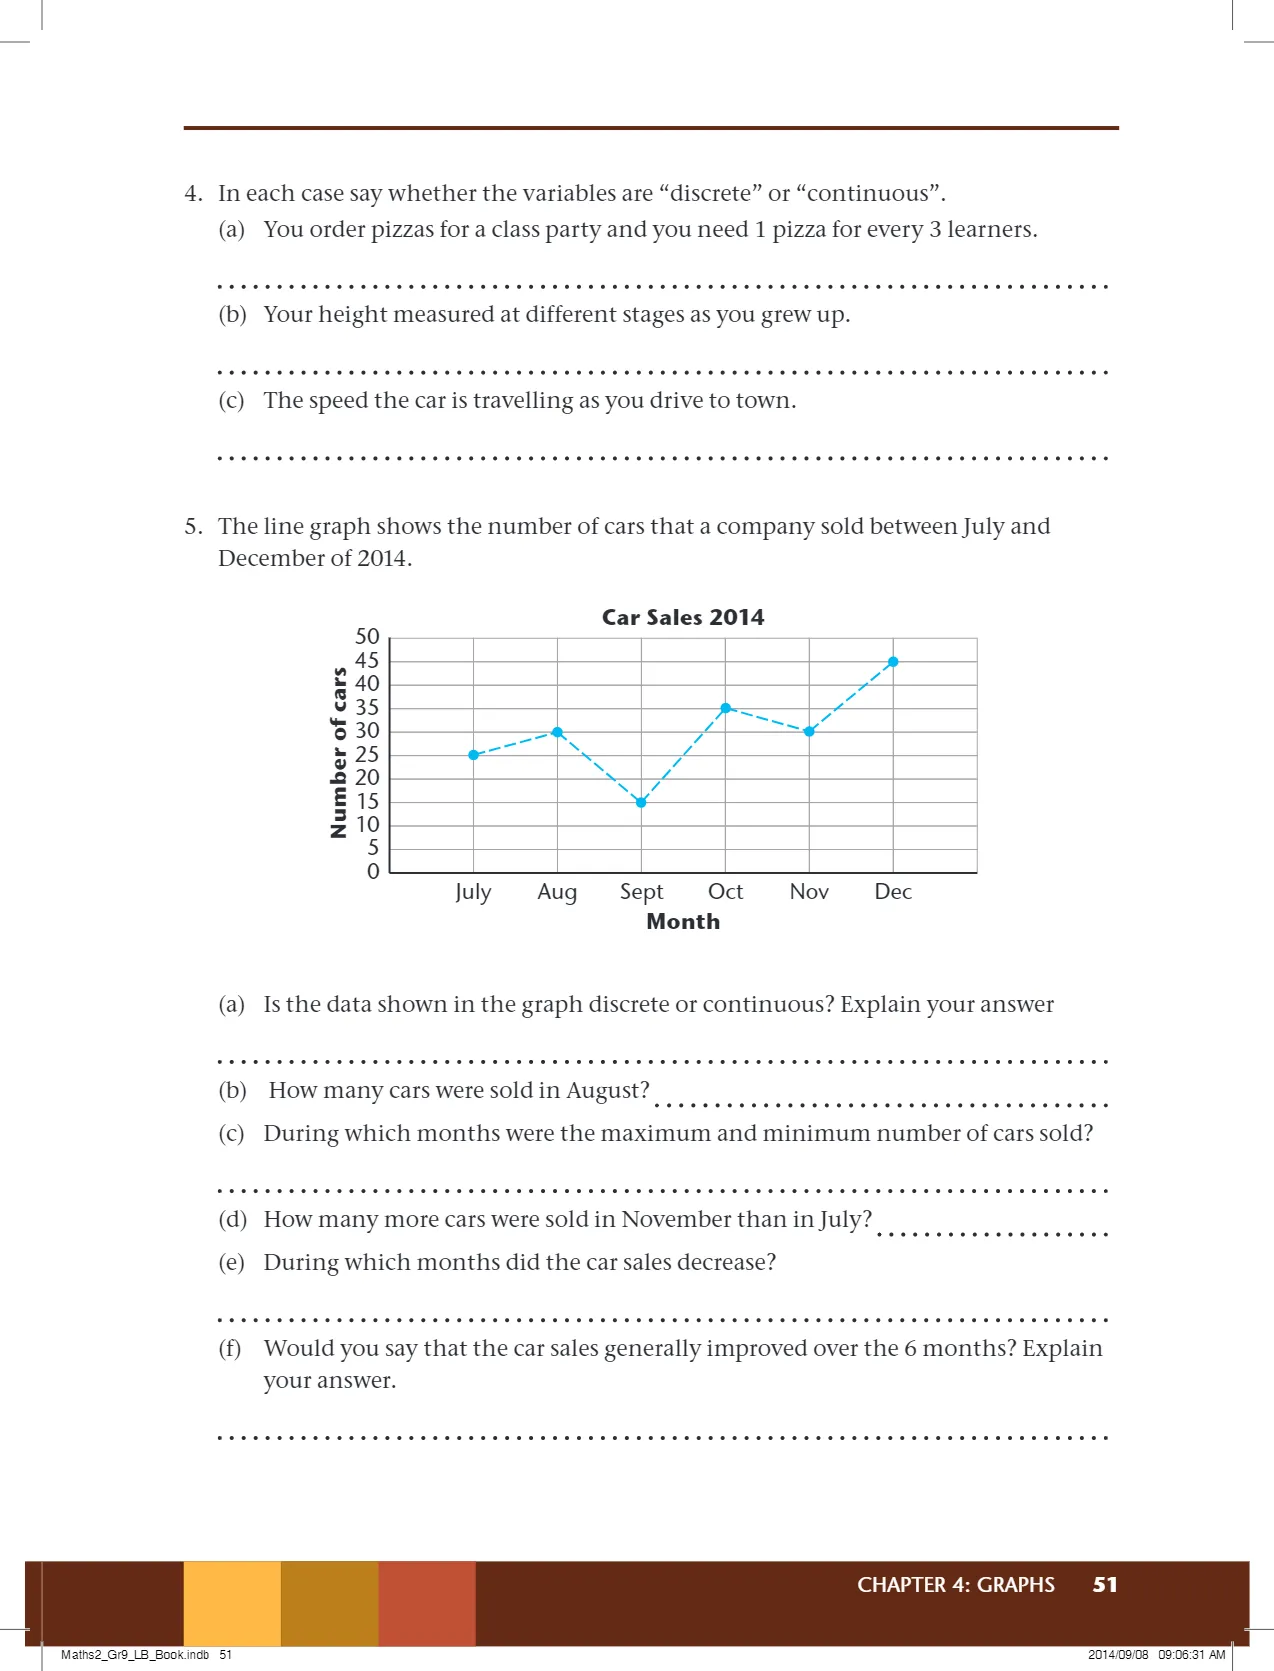 4. In each case say whether the variables are “discrete” or “continuous”.
(a) You order pizzas for a class party and you need 1 pizza for every 3 learners.
(b) Your height measured at different stages as you grew up.
(c) The speed the car is travelling as you drive to town.
5. The line graph shows the number of cars that a company sold between July and
December of 2014.
Car Sales 2014
Number of cars
50
45
40
35
30
25
20
15
10
5
0
July Aug Sept Oct Nov Dec
Month
(a) Is the data shown in the graph discrete or continuous? Explain your answer
(b) How many cars were sold in August?
(c) During which months were the maximum and minimum number of cars sold?
(d) How many more cars were sold in November than in July?
(e) During which months did the car sales decrease?
(f) Would you say that the car sales generally improved over the 6 months? Explain
your answer.
CHAPTER 4: GRAPHS 51
Maths2_Gr9_LB_Book.indb 51 2014/09/08 09:06:31 AM